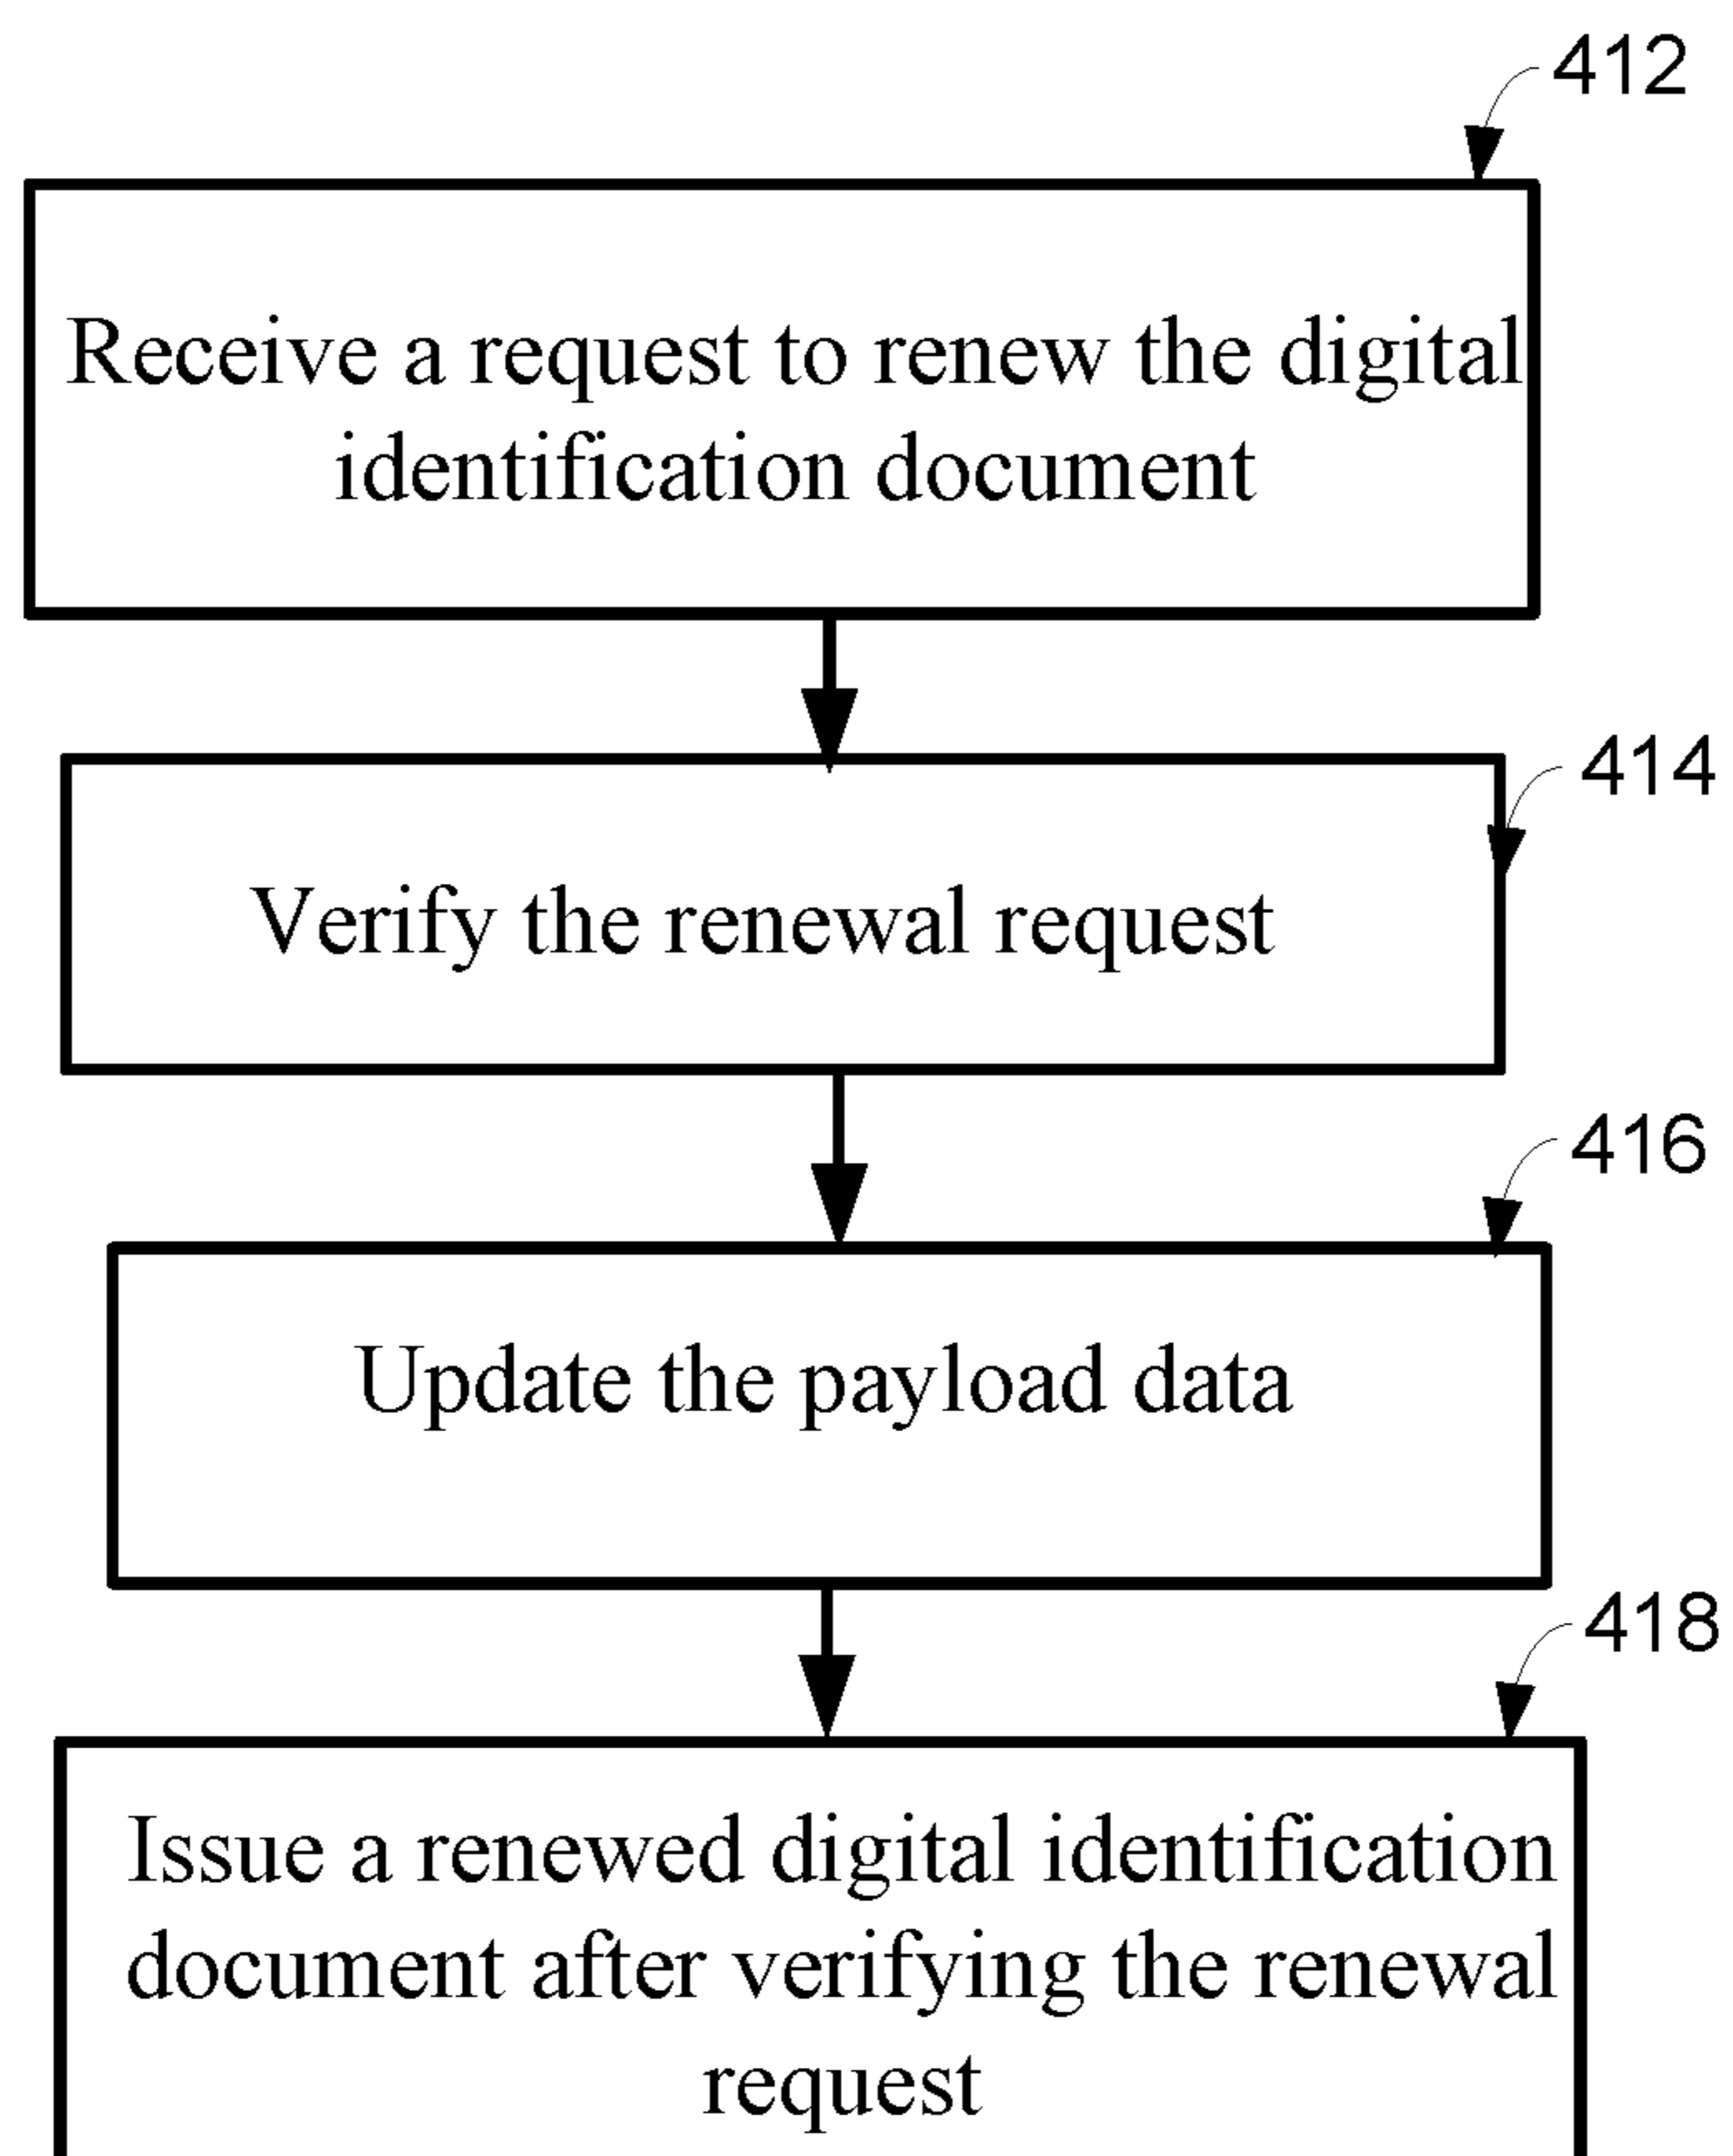 412
Receive a request to renew the digital
identification document
414
Verify the renewal request
416
Update the payload data
418
Issue a renewed digital identification
document after verifying the renewal
request